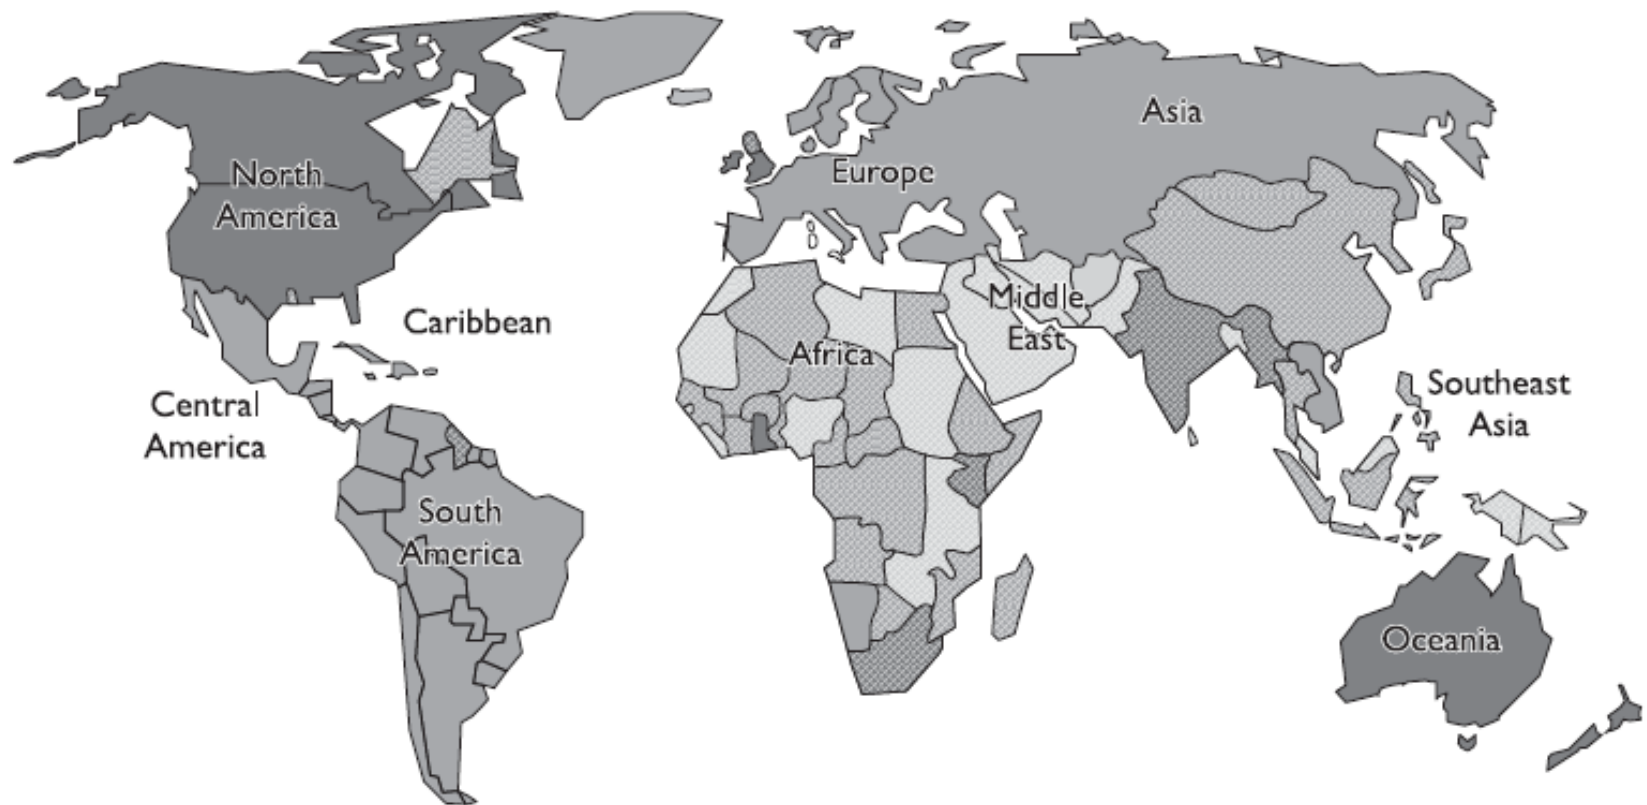 Asia
North
America
Europe
Caribbean
Middle
East
Africa
Central
America
Southeast
Asia
South
America
Oceania